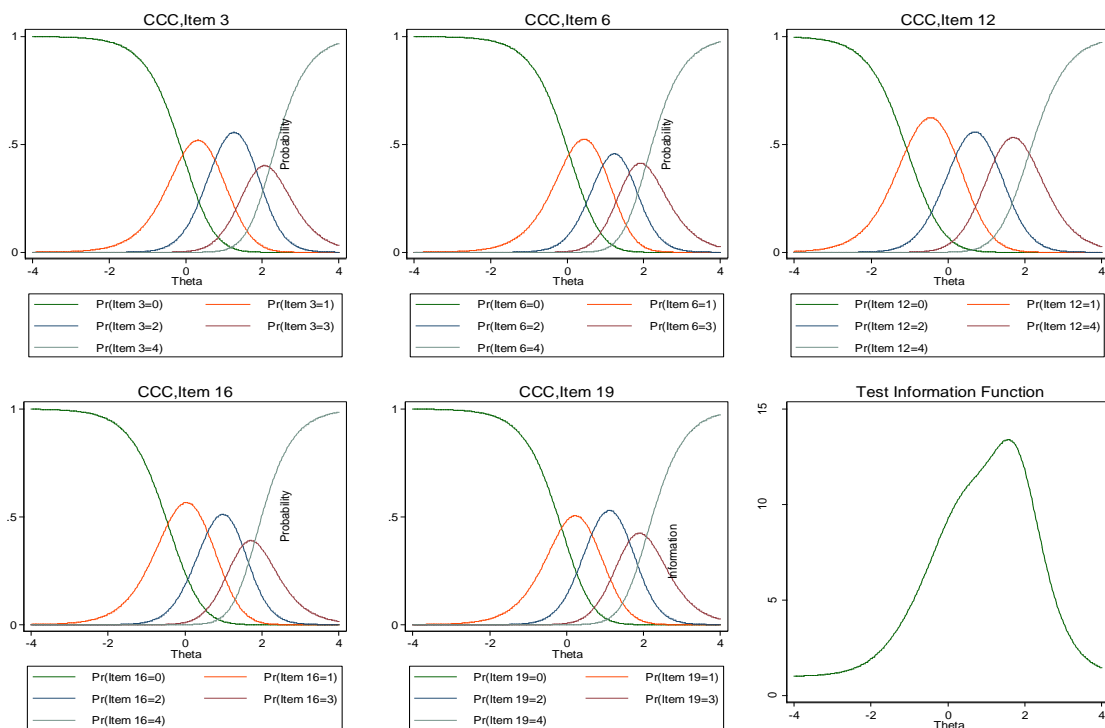 CCC,Item 3
1
.5
0
-4 -2 0 2 4
Theta
Probability
Pr(Item 3=0) Pr(Item 3=1)
Pr(Item 3=2) Pr(Item 3=3)
Pr(Item 3=4)
CCC,Item 6
1
.5
0
-4 -2 0 2 4
Theta
Probability
Pr(Item 6=0) Pr(Item 6=1)
Pr(Item 6=2) Pr(Item 6=3)
Pr(Item 6=4)
CCC,Item 12
1
.5
0
-4 -2 0 2 4
Theta
Pr(Item 12=0) Pr(Item 12=1)
Pr(Item 12=2) Pr(Item 12=4)
Pr(Item 12=4)
CCC,Item 16
1
.5
0
-4 -2 0 2 4
Theta
Probability
Pr(Item 16=0) Pr(Item 16=1)
Pr(Item 16=2) Pr(Item 16=3)
Pr(Item 16=4)
CCC,Item 19
1
.5
0
-4 -2 0 2 4
Theta
Information
Pr(Item 19=0) Pr(Item 19=1)
Pr(Item 19=2) Pr(Item 19=3)
Pr(Item 19=4)
Test Information Function
15
10
5
0
-4 -2 0 2 4
Theta